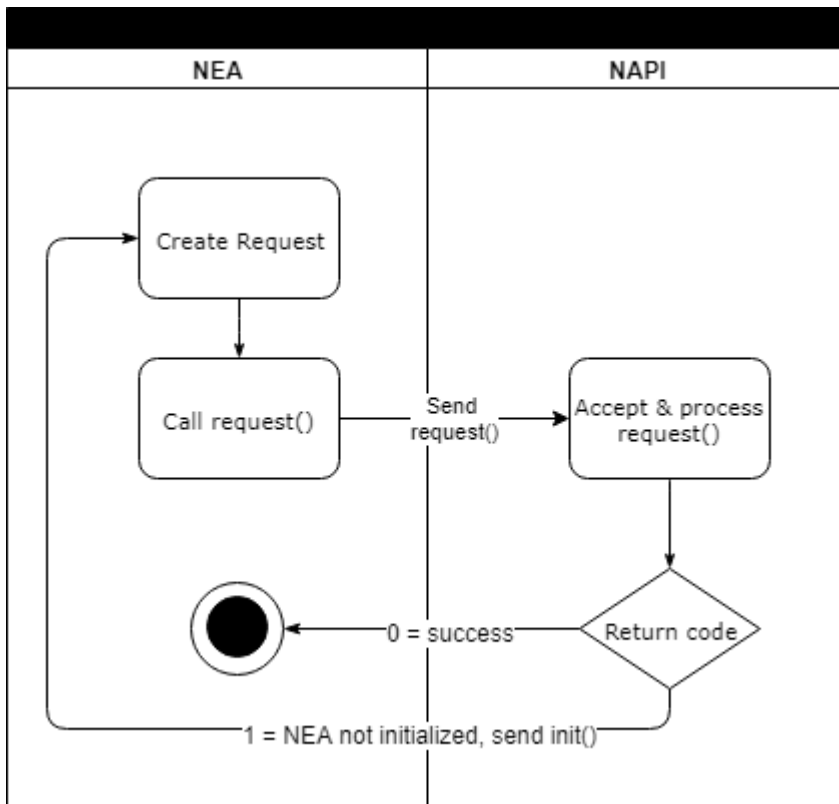 NEA
NAPI
Create Request
Call request()
Send
request()
Accept & process
request()
Return code
0 = success
1 = NEA not initialized, send init()